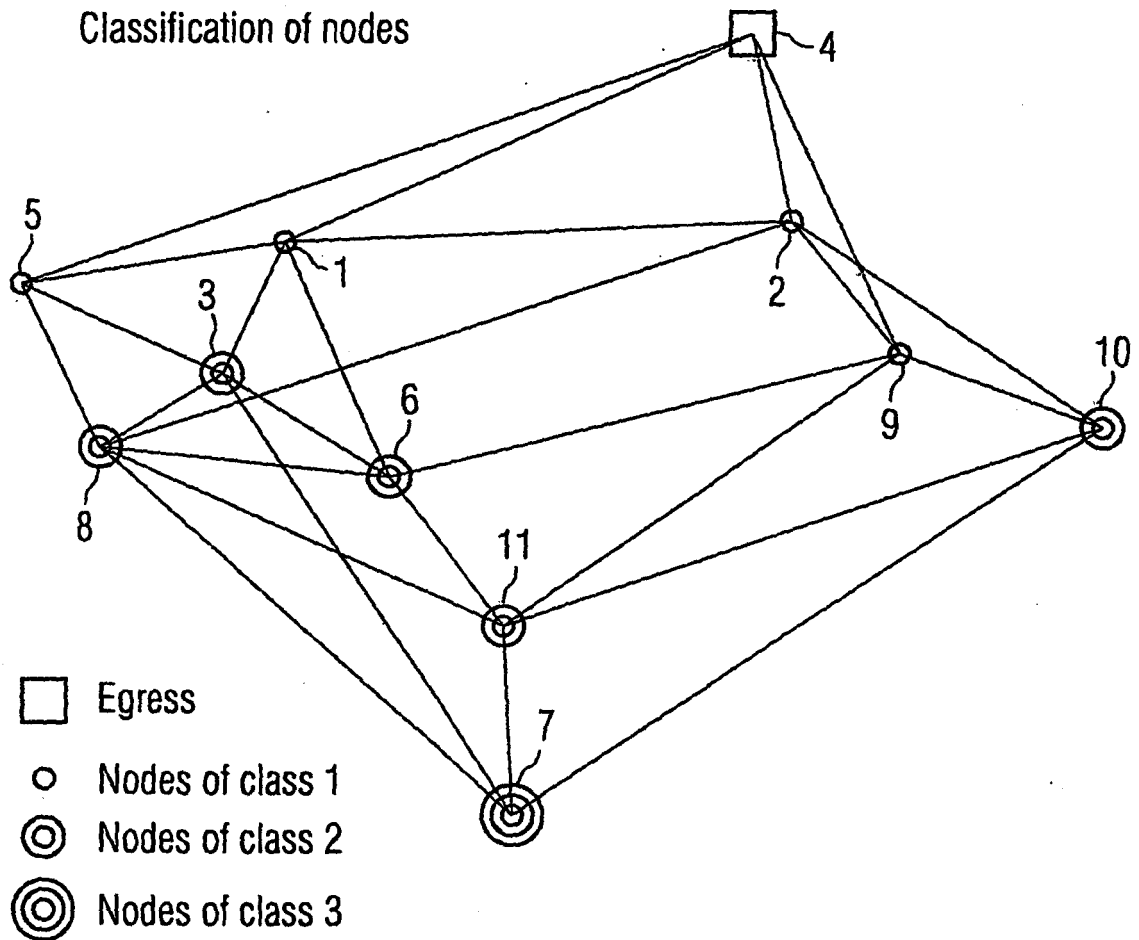 Classification of nodes
4
5
1
2
3
10
6
9
8
11
7
Egress
Nodes of class 1
Nodes of class 2
Nodes of class 3